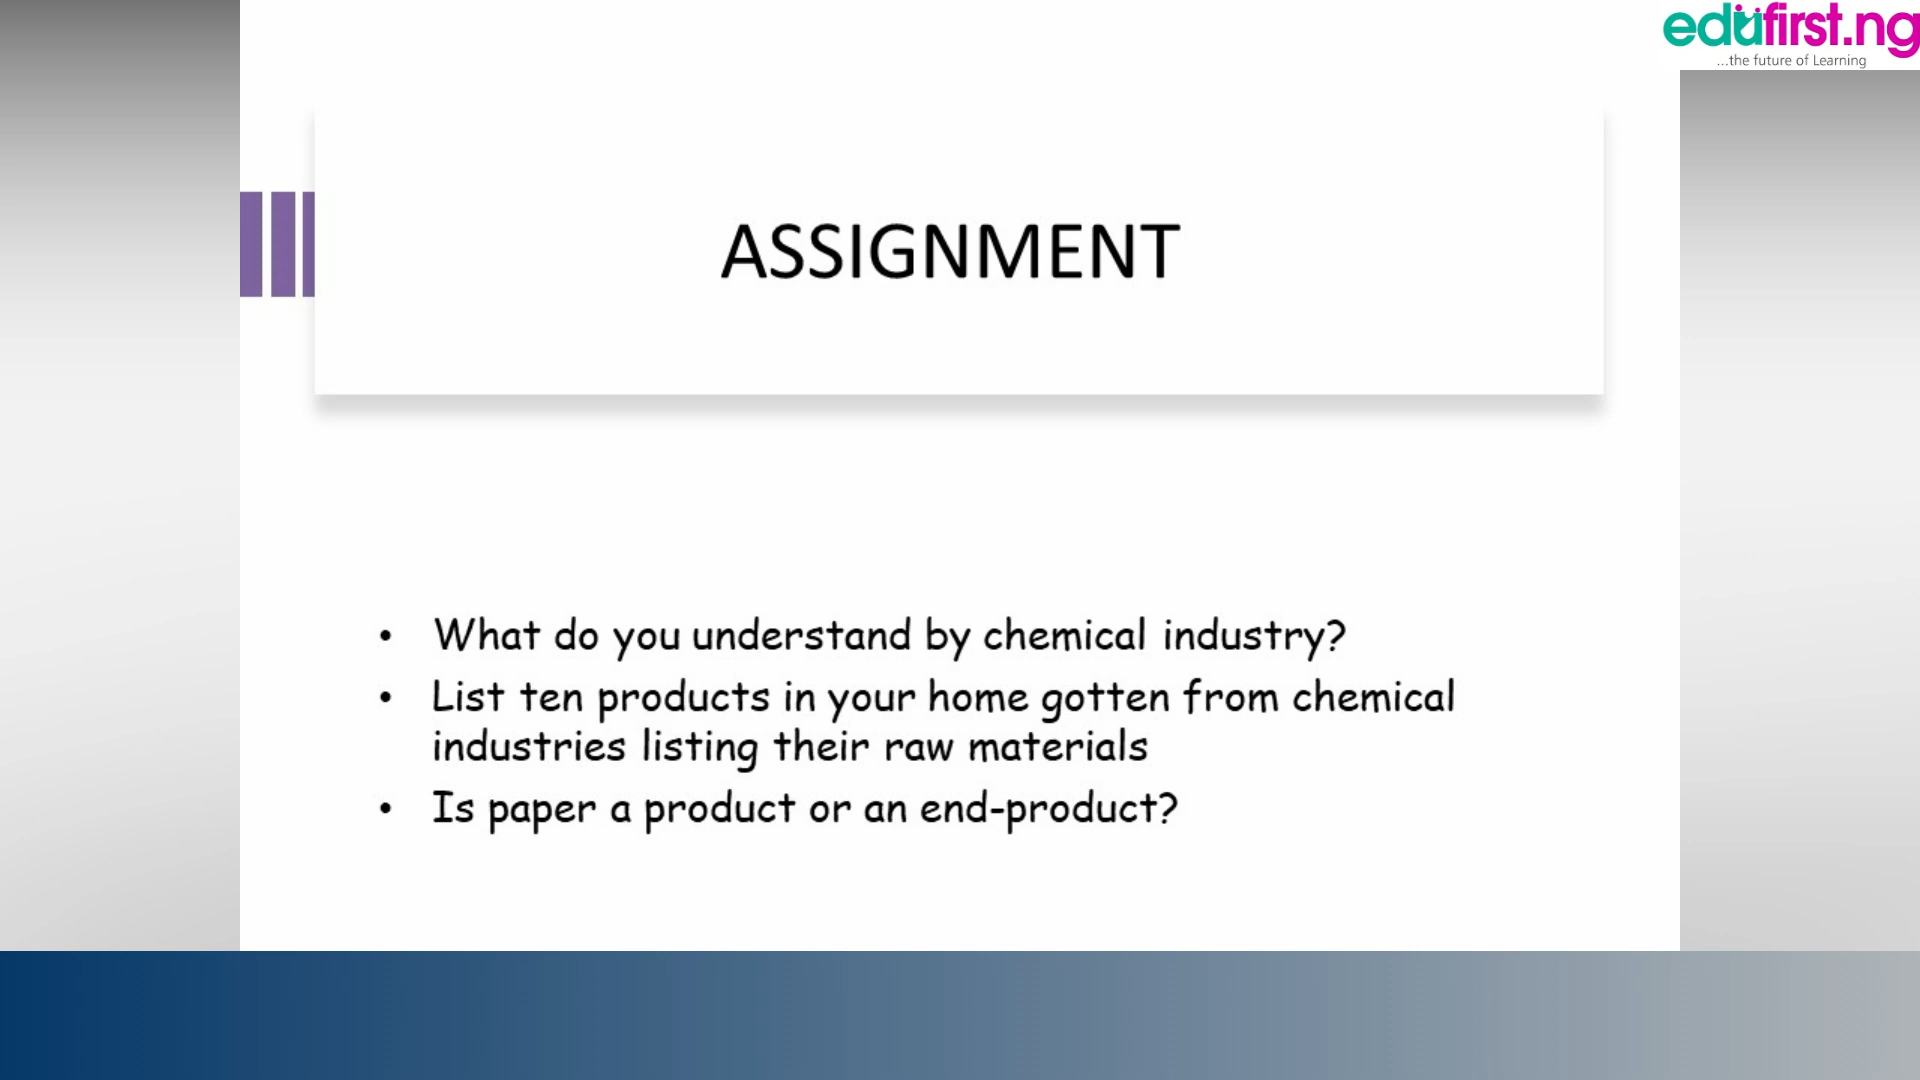 edufirst.ng
...the future of Learning
ASSIGNMENT
• What do you understand by chemical industry?
• List ten products in your home gotten from chemical
industries listing their raw materials
• Is paper a product or an end-product?